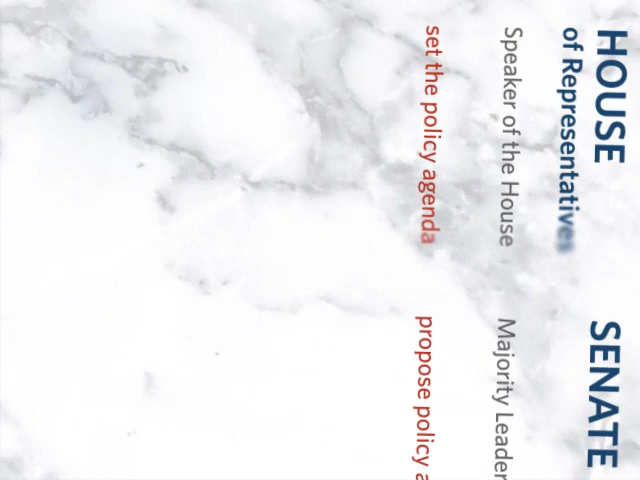 HOUSE
of Representatives
Speaker of the House
set the policy agenda
SENATE
Majority Leader
propose policy a